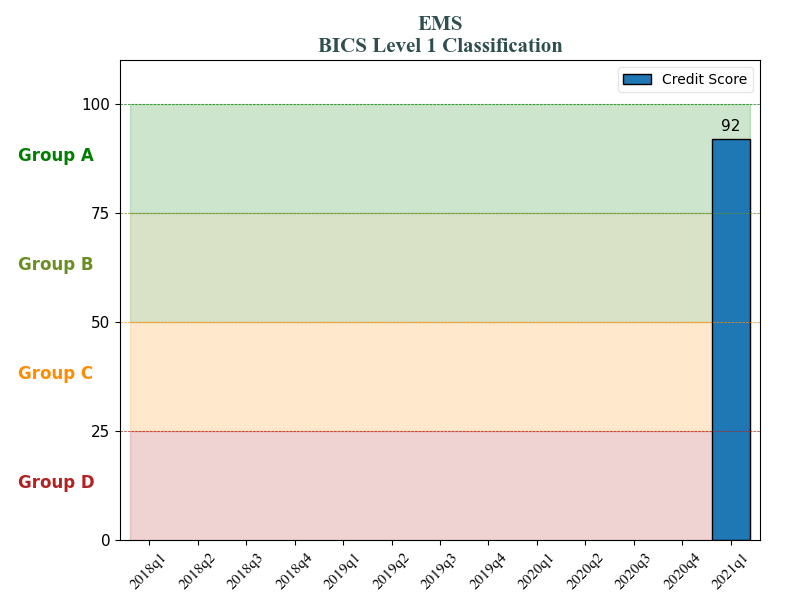 EMS
BICS Level 1 Classification
Credit Score
100
92
Group A
75
Group B
50
Group C
25
Group D
0
2018q1 2018q2 2018q3 2018q4 2019q1 2019q2 2019q3 2019q4 2020q1 2020q2 2020q3 2020q4 2021q1